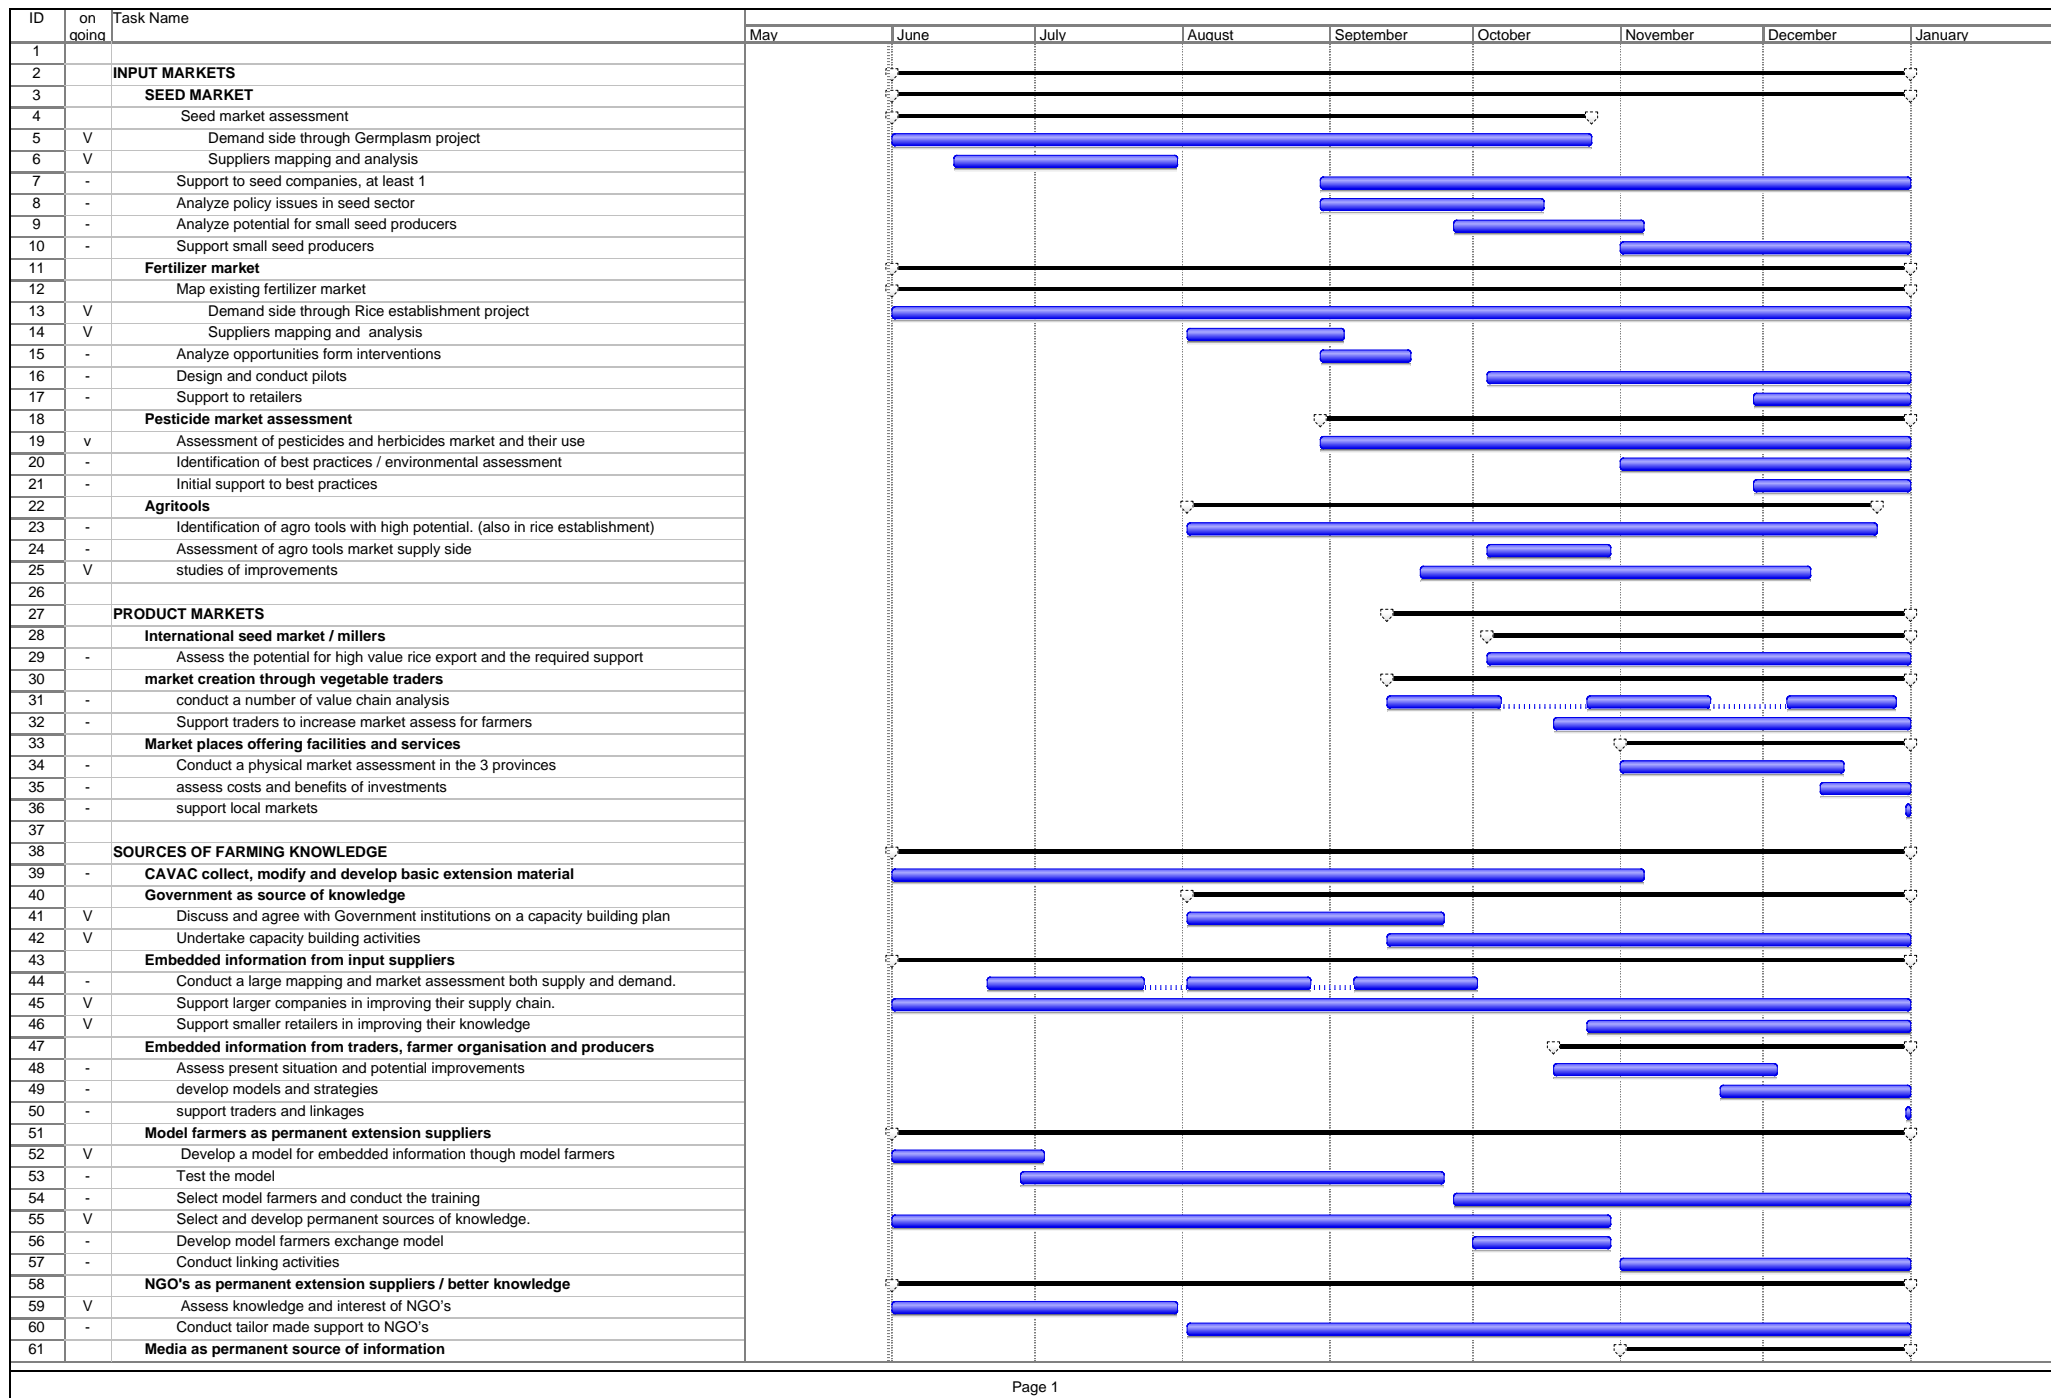 ID on Task Name
going May June July August September October November December January
1
2 INPUT MARKETS
3 SEED MARKET
4 Seed market assessment
5 V Demand side through Germplasm project
6 V Suppliers mapping and analysis
7 - Support to seed companies, at least 1
8 - Analyze policy issues in seed sector
9 - Analyze potential for small seed producers
10 - Support small seed producers
11 Fertilizer market
12 Map existing fertilizer market
13 V Demand side through Rice establishment project
14 V Suppliers mapping and analysis
15 - Analyze opportunities form interventions
16 - Design and conduct pilots
17 - Support to retailers
18 Pesticide market assessment
19 v Assessment of pesticides and herbicides market and their use
20 - Identification of best practices / environmental assessment
21 - Initial support to best practices
22 Agritools
23 - Identification of agro tools with high potential. (also in rice establishment)
24 - Assessment of agro tools market supply side
25 V studies of improvements
26
27 PRODUCT MARKETS
28 International seed market / millers
29 - Assess the potential for high value rice export and the required support
30 market creation through vegetable traders
31 - conduct a number of value chain analysis
32 - Support traders to increase market assess for farmers
33 Market places offering facilities and services
34 - Conduct a physical market assessment in the 3 provinces
35 - assess costs and benefits of investments
36 - support local markets
37
38 SOURCES OF FARMING KNOWLEDGE
39 - CAVAC collect, modify and develop basic extension material
40 Government as source of knowledge
41 V Discuss and agree with Government institutions on a capacity building plan
42 V Undertake capacity building activities
43 Embedded information from input suppliers
44 - Conduct a large mapping and market assessment both supply and demand.
45 V Support larger companies in improving their supply chain.
46 V Support smaller retailers in improving their knowledge
47 Embedded information from traders, farmer organisation and producers
48 - Assess present situation and potential improvements
49 - develop models and strategies
50 - support traders and linkages
51 Model farmers as permanent extension suppliers
52 V Develop a model for embedded information though model farmers
53 - Test the model
54 - Select model farmers and conduct the training
55 V Select and develop permanent sources of knowledge.
56 - Develop model farmers exchange model
57 - Conduct linking activities
58 NGO's as permanent extension suppliers / better knowledge
59 V Assess knowledge and interest of NGO's
60 - Conduct tailor made support to NGO's
61 Media as permanent source of information
Page 1